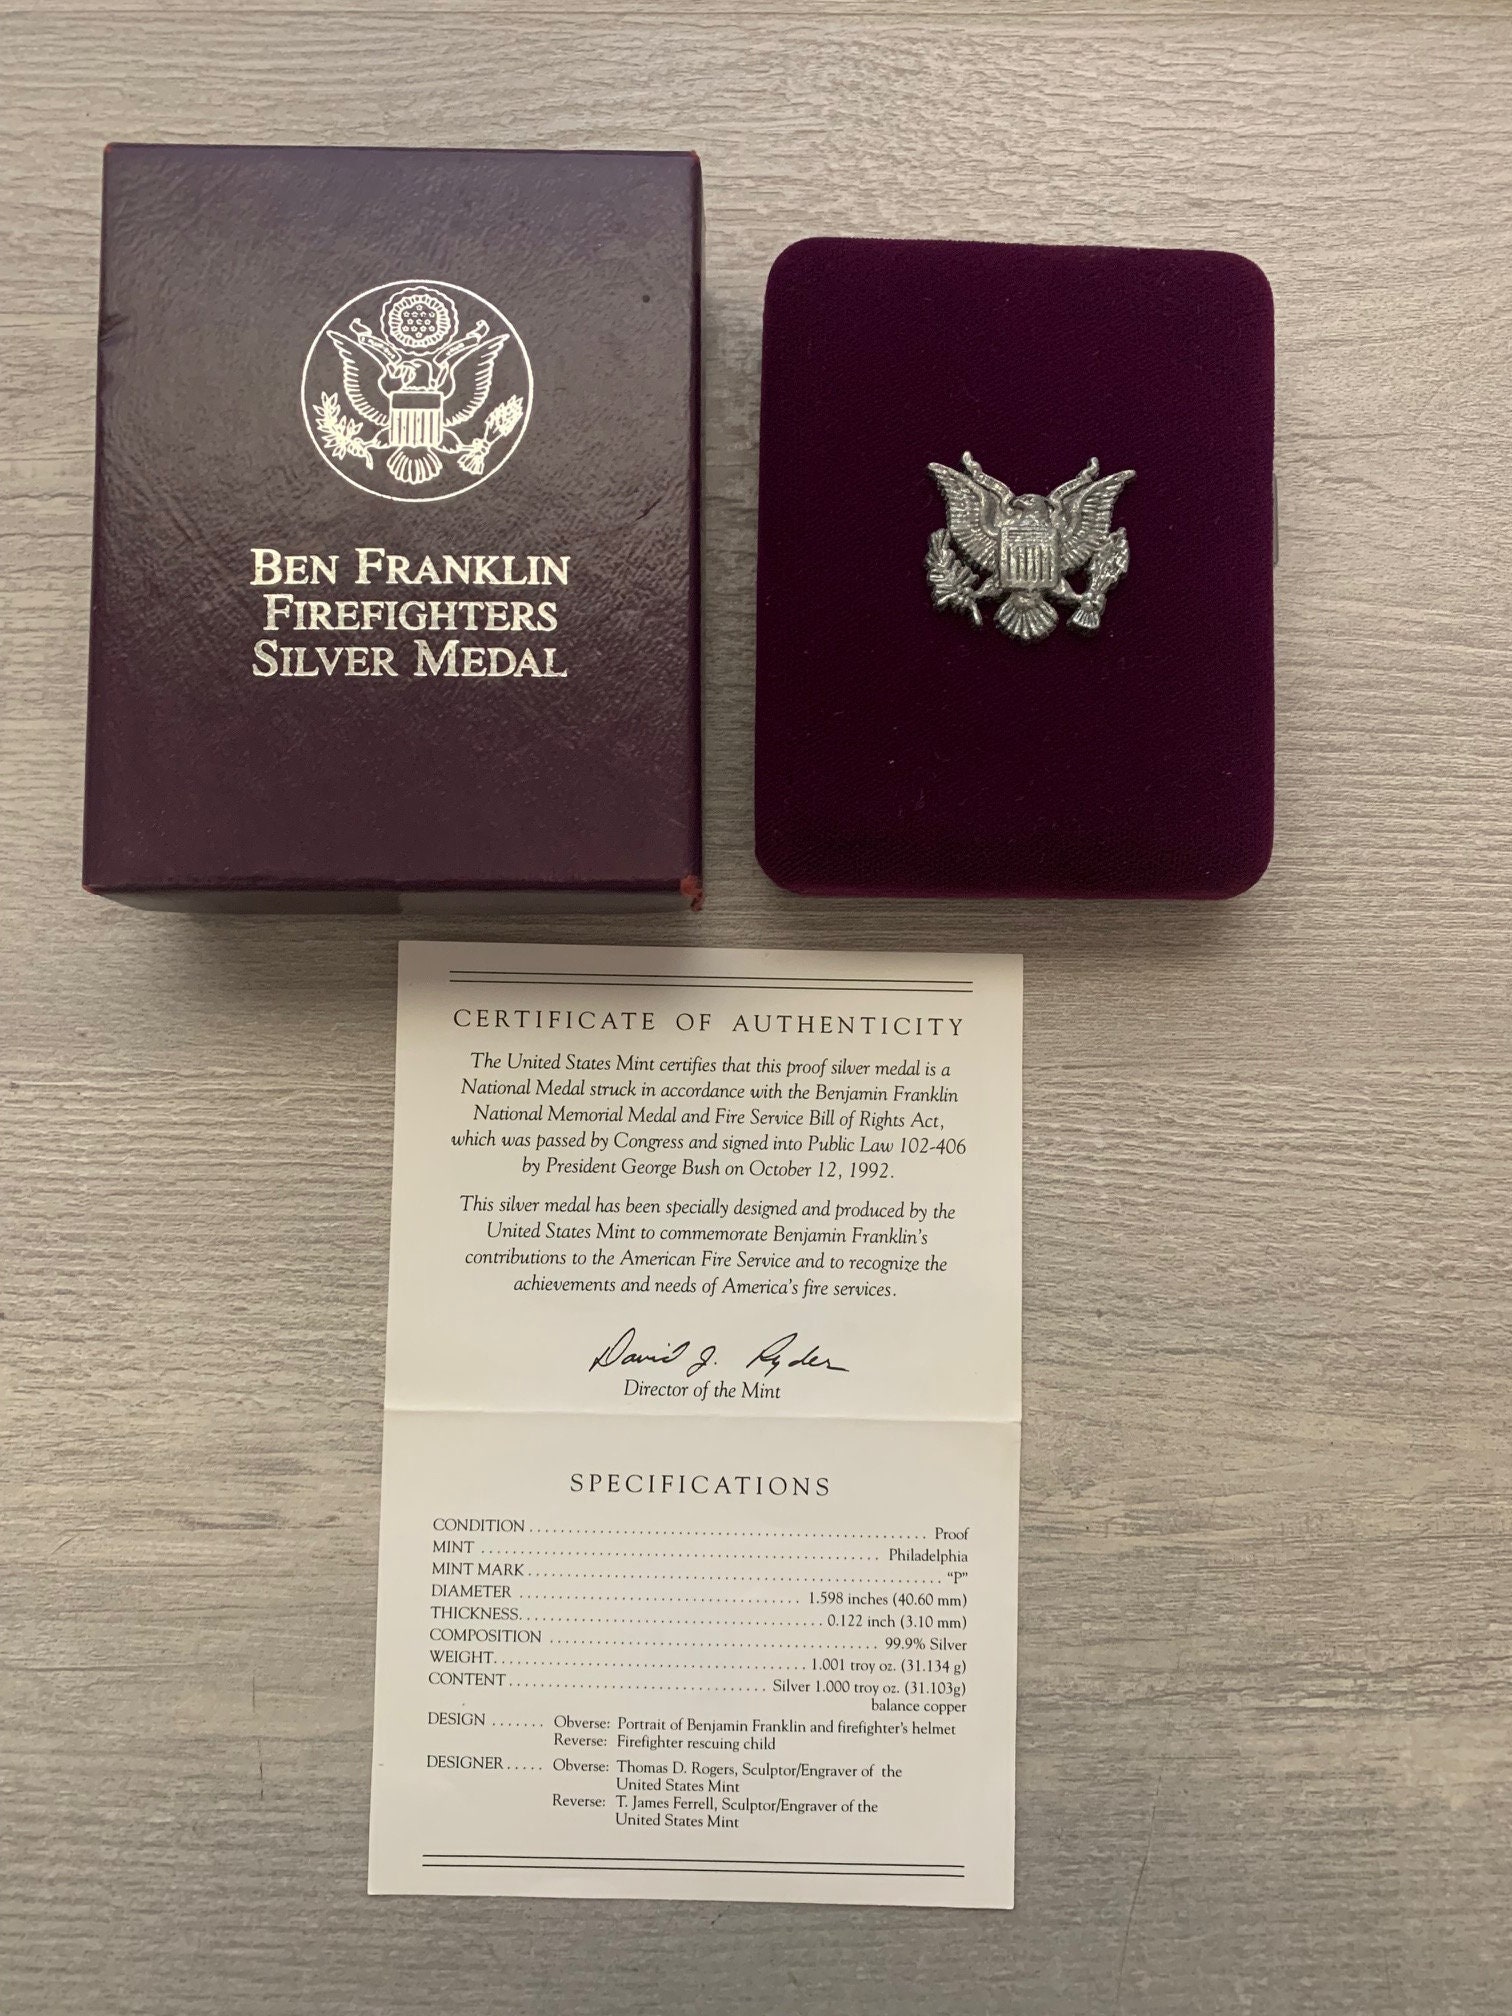 BEN FRANKLIN
FIREFIGHTERS
SILVER MEDAL
CERTIFICATE OF AUTHENTICITY
The United States Mint certifies that this proof silver medal is a
National Medal struck in accordance with the Benjamin Franklin
National Memorial Medal and Fire Service Bill of Rights Act,
which was passed by Congress and signed into Public Law 102-406
by President George Bush on October 12, 1992.
This silver medal has been specially designed and produced by the
United States Mint to commemorate Benjamin Franklin's
contributions to the American Fire Service and to recognize the
achievements and needs of America's fire services.
David J. Ryder
Director of the Mint
SPECIFICATIONS
CONDITION ........ Proof
MINT ........ Philadelphia
MINT MARK ........ "P"
DIAMETER ........ 1.598 inches (40.60 mm)
THICKNESS ........ 0.122 inch (3.10 mm)
COMPOSITION ........ 99.9% Silver
WEIGHT ........ 1.001 troy oz. (31.134 g)
CONTENT ........ Silver 1.000 troy oz. (31.103g)
balance copper
DESIGN ....... Obverse: Portrait of Benjamin Franklin and firefighter's helmet
Reverse: Firefighter rescuing child
DESIGNER ..... Obverse: Thomas D. Rogers, Sculptor/Engraver of the
United States Mint
Reverse: T. James Ferrell, Sculptor/Engraver of the
United States Mint